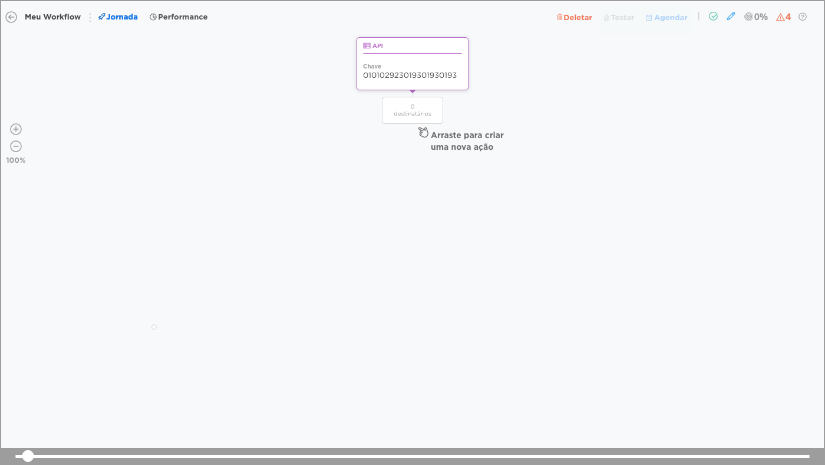 Meu Workflow Jornada Performance Deletar Testar Agendar 0% 4
API
Chave
010102923019301930193
0
destinatários
Arraste para criar
uma nova ação
100%